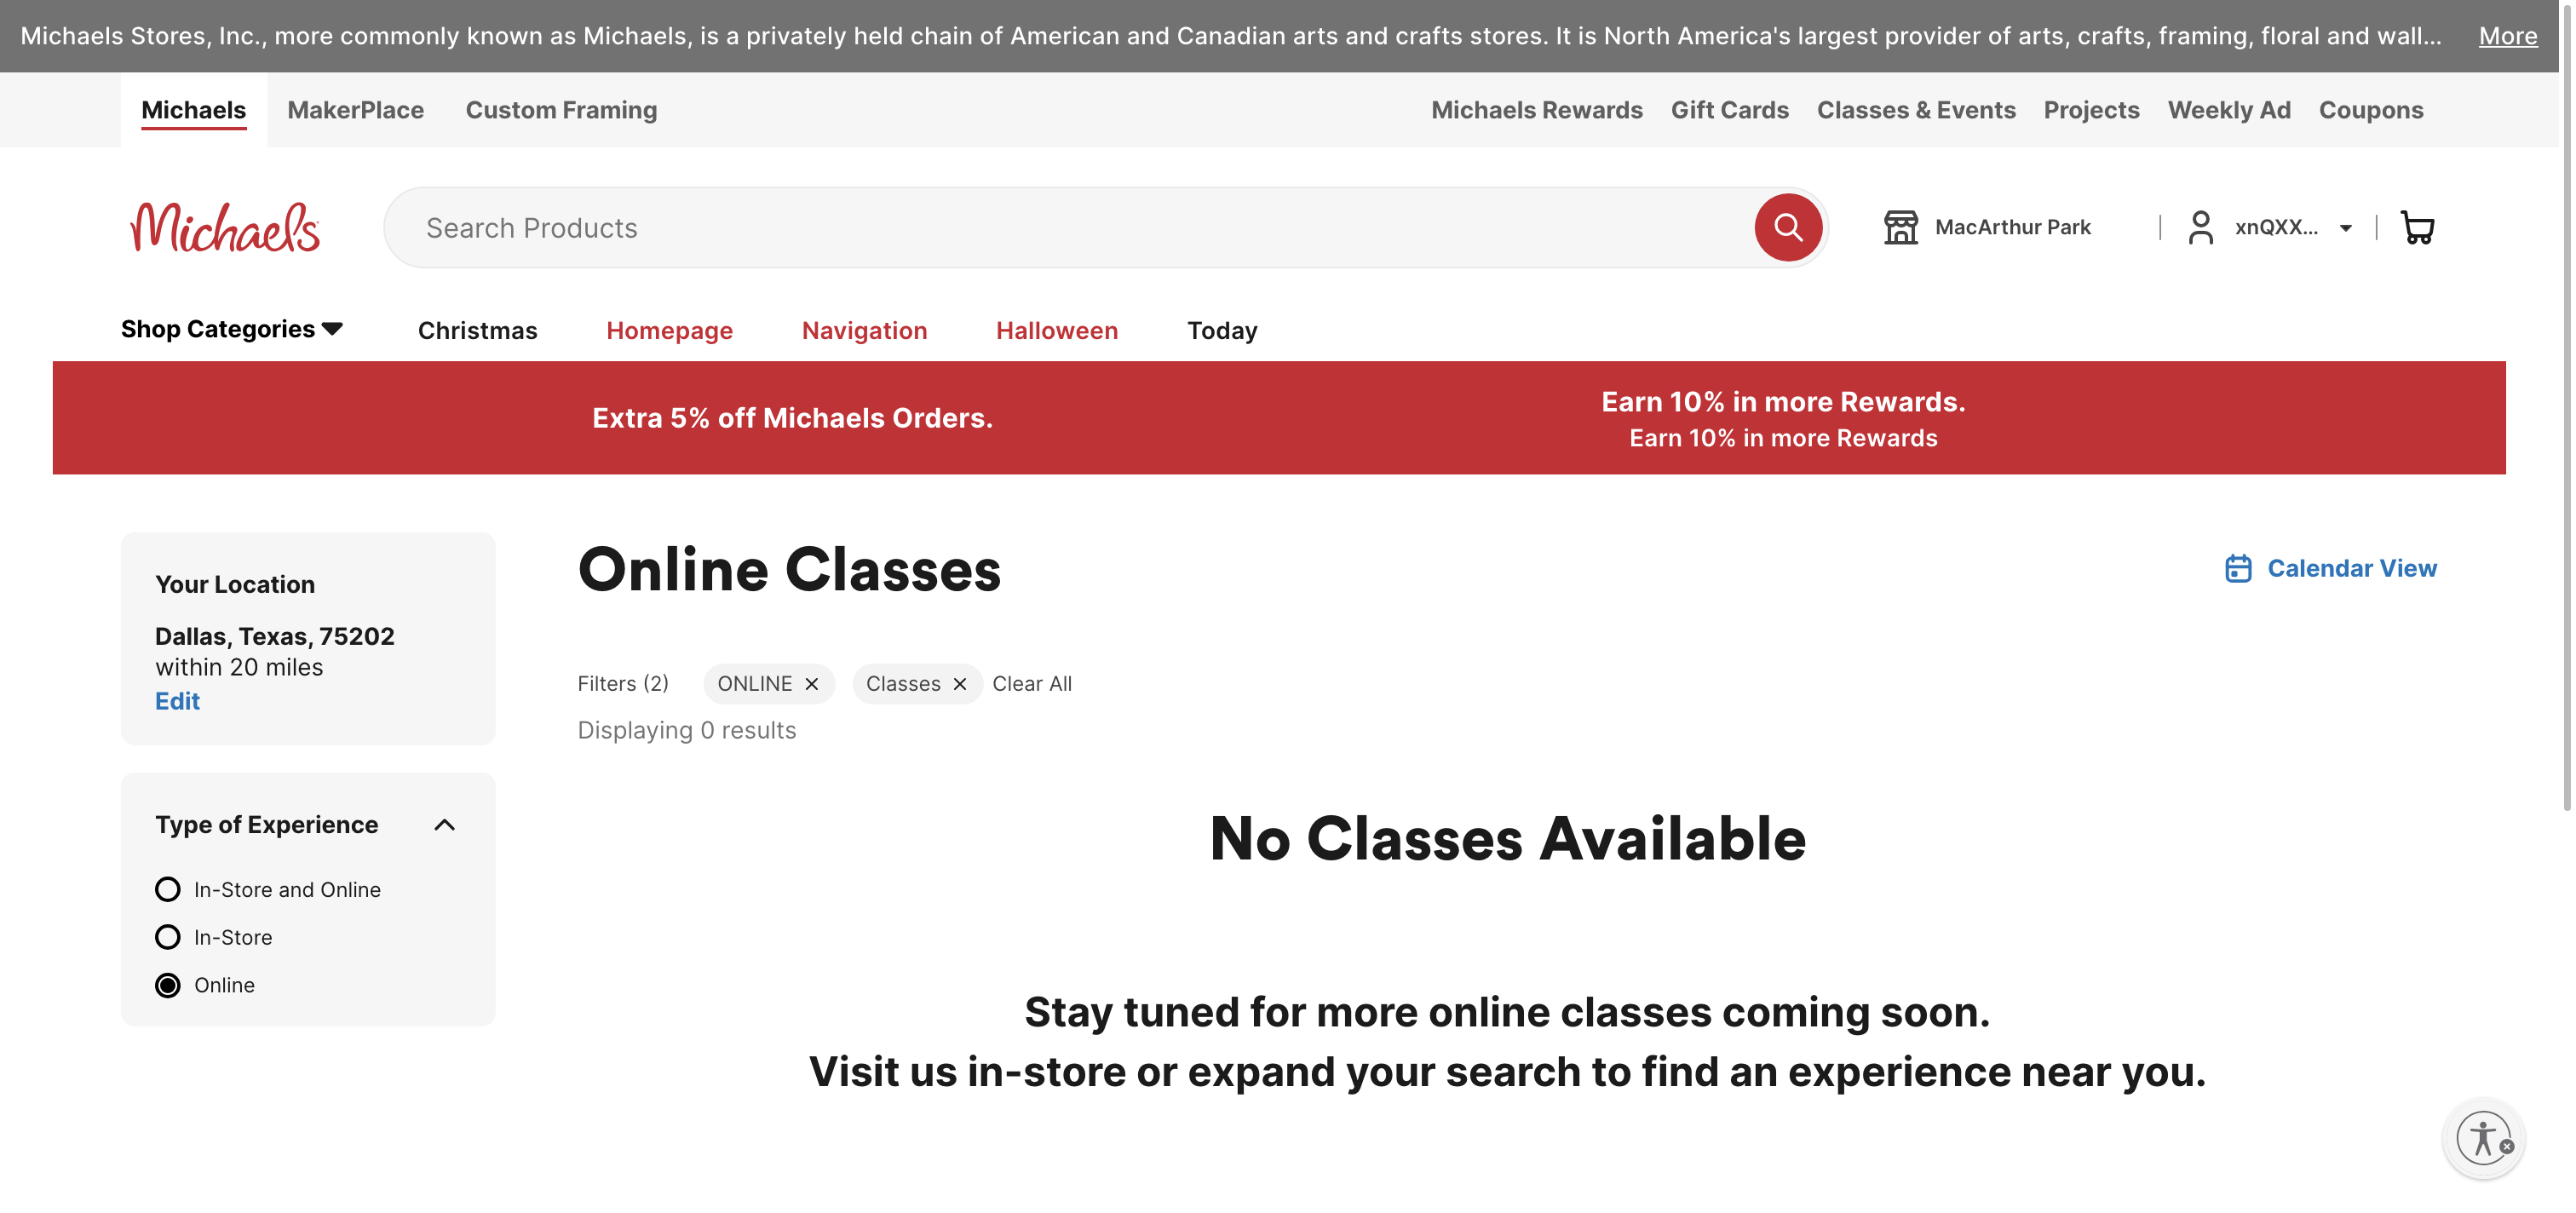 Michaels Stores, Inc., more commonly known as Michaels, is a privately held chain of American and Canadian arts and crafts stores. It is North America's largest provider of arts, crafts, framing, floral and wall... More
Michaels MakerPlace Custom Framing Michaels Rewards Gift Cards Classes & Events Projects Weekly Ad Coupons
Michaels Search Products MacArthur Park xnQXX...
Shop Categories Christmas Homepage Navigation Halloween Today
Extra 5% off Michaels Orders.
Earn 10% in more Rewards.
Earn 10% in more Rewards
Your Location
Dallas, Texas, 75202
within 20 miles
Edit
Type of Experience
In-Store and Online
In-Store
Online
Online Classes
Calendar View
Filters (2) ONLINE Classes Clear All
Displaying 0 results
No Classes Available
Stay tuned for more online classes coming soon.
Visit us in-store or expand your search to find an experience near you.